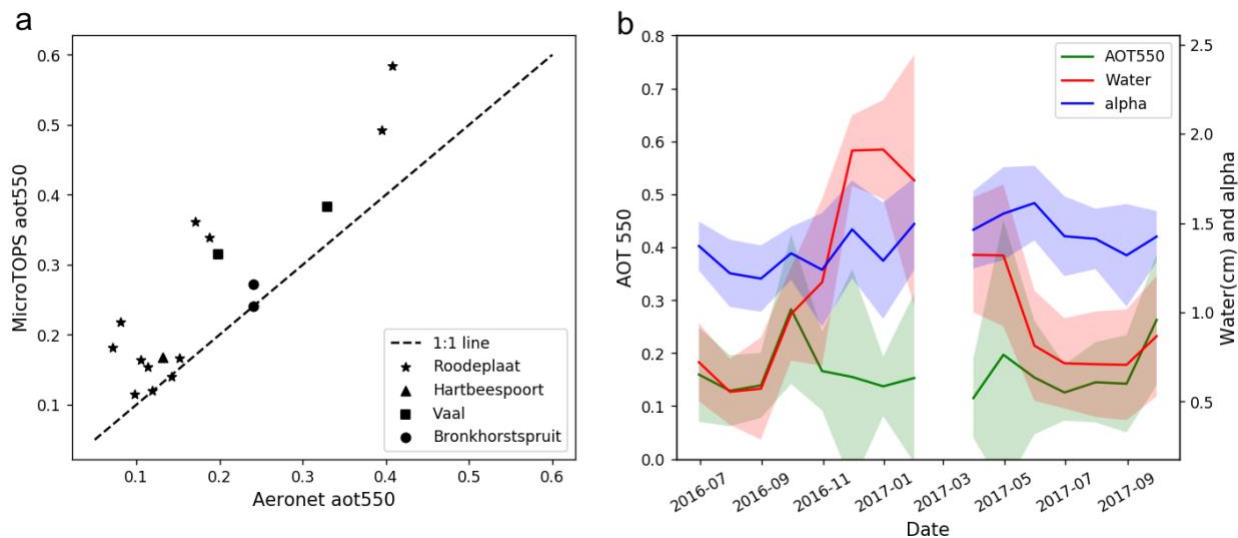 a
MicroTOPS aot550
0.6
0.5
0.4
0.3
0.2
0.1
0.1 0.2 0.3 0.4 0.5 0.6
Aeronet aot550
1:1 line
Roodeplaat
Hartbeespoort
Vaal
Bronkhorstspruit
b
AOT 550
0.8
0.7
0.6
0.5
0.4
0.3
0.2
0.1
0.0
AOT550
Water
alpha
2.5
2.0
1.5
1.0
0.5
Water(cm) and alpha
2016-07 2016-09 2016-11 2017-01 2017-03 2017-05 2017-07 2017-09
Date